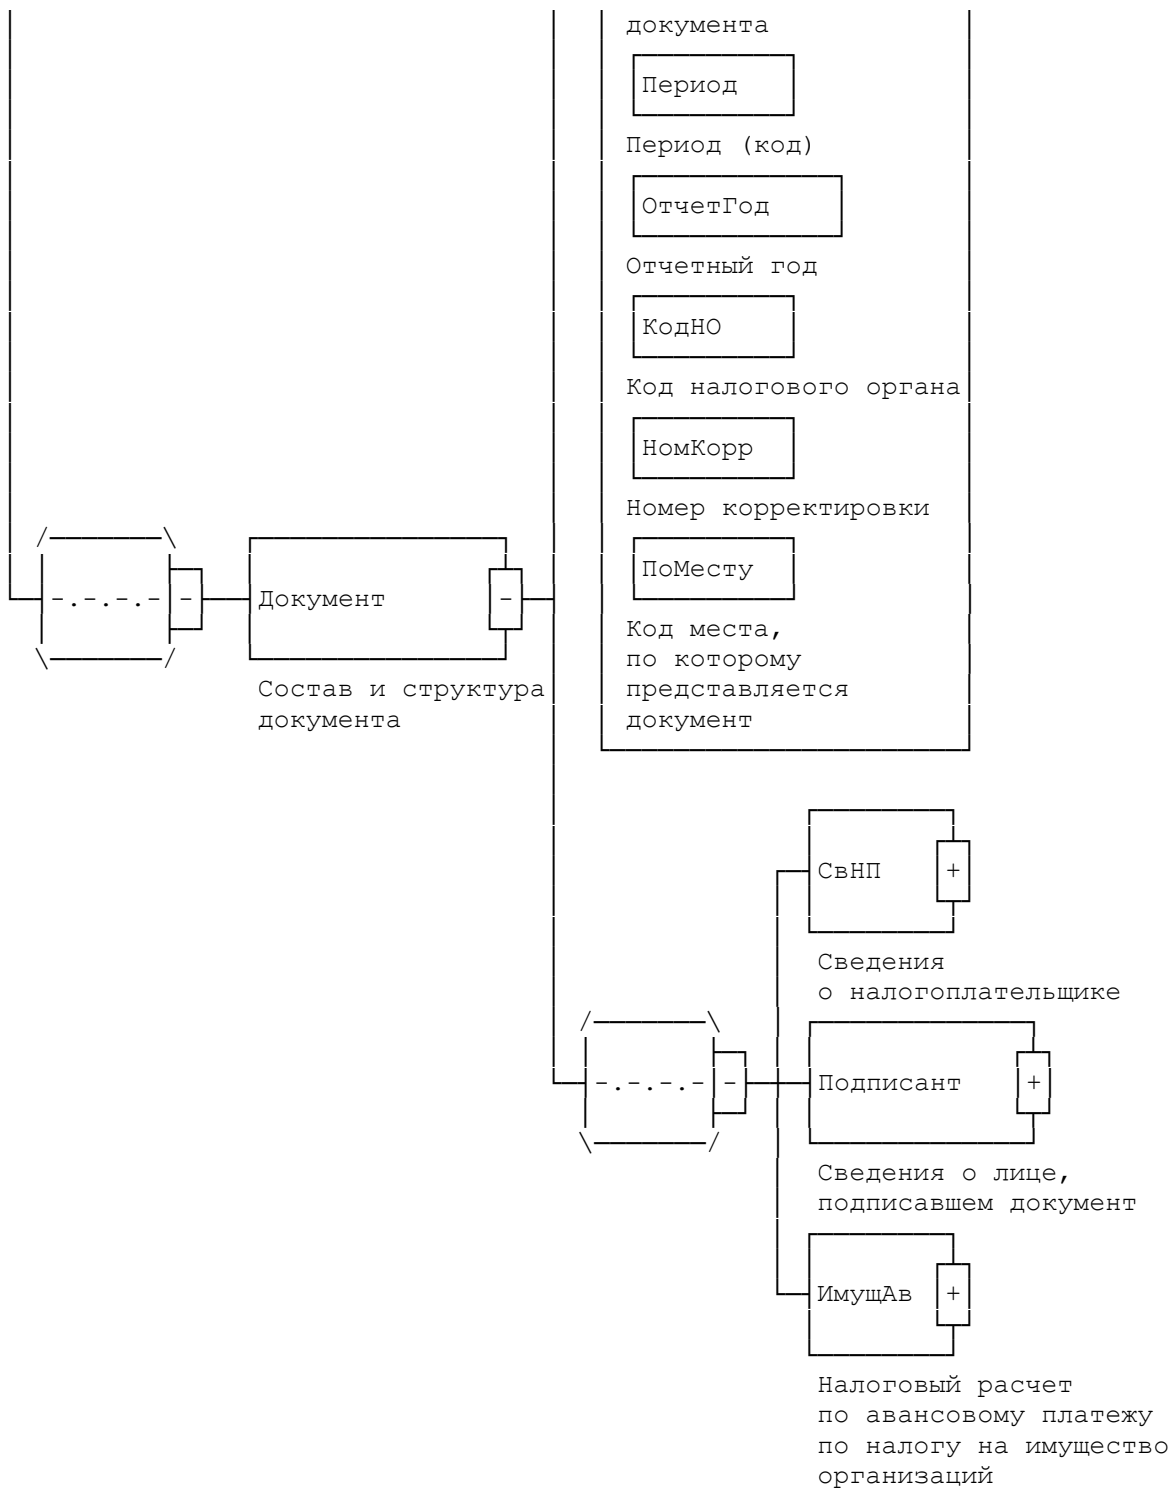 документа
Период
Период (код)
ОтчетГод
Отчетный год
КодНО
Код налогового органа
НомКорр
Номер корректировки
ПоМесту
Код места,
по которому
представляется
документ
-.-.-.- -
Документ -
Состав и структура
документа
СвНП +
Сведения
о налогоплательщике
-.-.-.- -
Подписант +
Сведения о лице,
подписавшем документ
ИмущАв +
Налоговый расчет
по авансовому платежу
по налогу на имущество
организаций